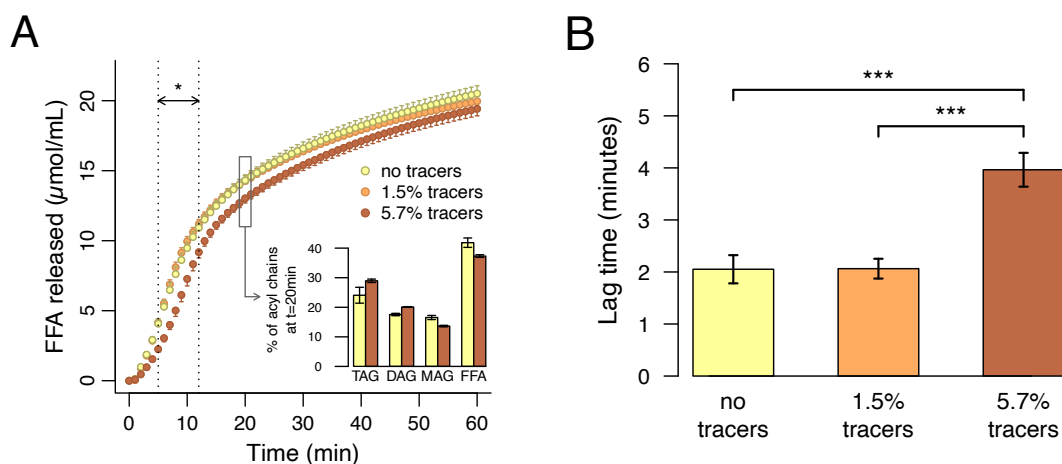 A
FFA released (µmol/mL)
20
15
10
5
0
*
no tracers
1.5% tracers
5.7% tracers
% of acyl chains
at t=20min
40
30
20
10
0
TAG DAG MAG FFA
0 10 20 30 40 50 60
Time (min)
B
Lag time (minutes)
6
5
4
3
2
1
0
***
***
no
tracers
1.5%
tracers
5.7%
tracers